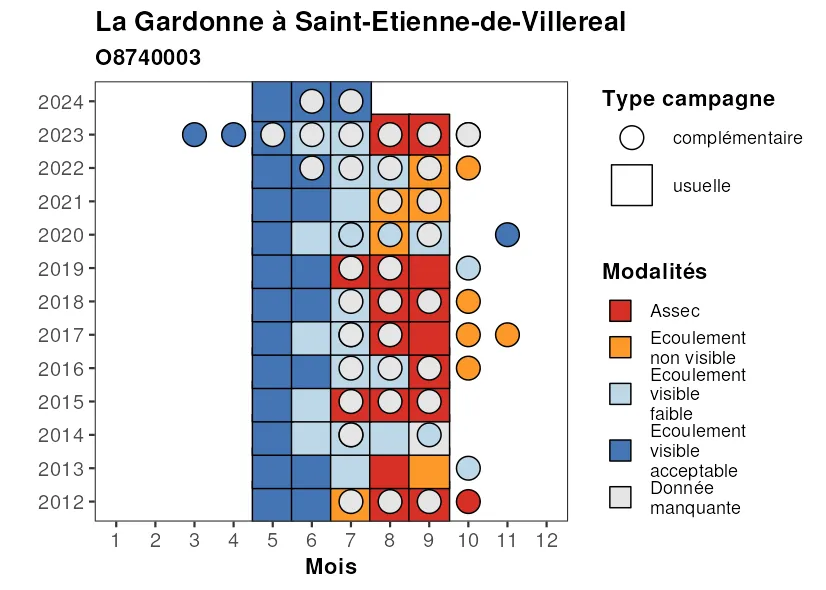 La Gardonne à Saint-Etienne-de-Villereal
O8740003
2024
2023
2022
2021
2020
2019
2018
2017
2016
2015
2014
2013
2012
1 2 3 4 5 6 7 8 9 10 11 12
Mois
Type campagne
complémentaire
usuelle
Modalités
Assec
Ecoulement
non visible
Ecoulement
visible
faible
Ecoulement
visible
acceptable
Donnée
manquante